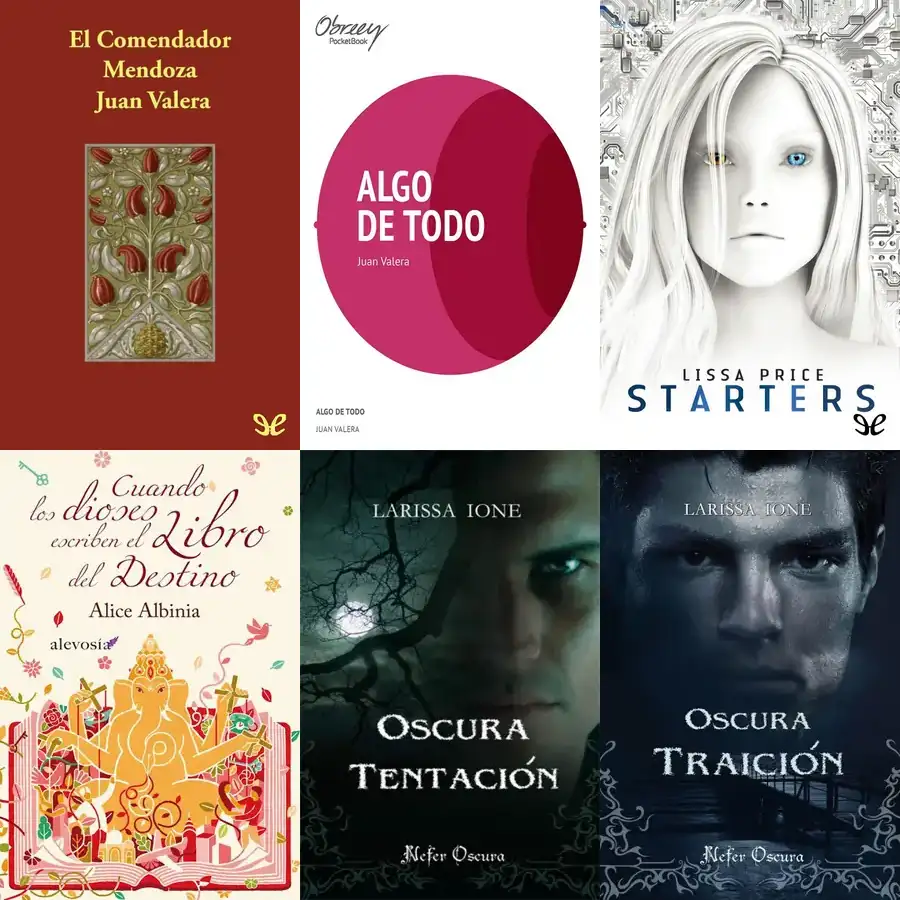 El Comendador
Mendoza
Juan Valera
Obreey
PocketBook
ALGO
DE TODO
Juan Valera
ALGO DE TODO
JUAN VALERA
LISSA PRICE
STARTERS
Cuando
los dioses
escriben el Libro
del Destino
Alice Albinia
alevosía
LARISSA IONE
OSCURA
TENTACIÓN
Nefer Oscura
LARISSA IONE
OSCURA
TRAICIÓN
Nefer Oscura